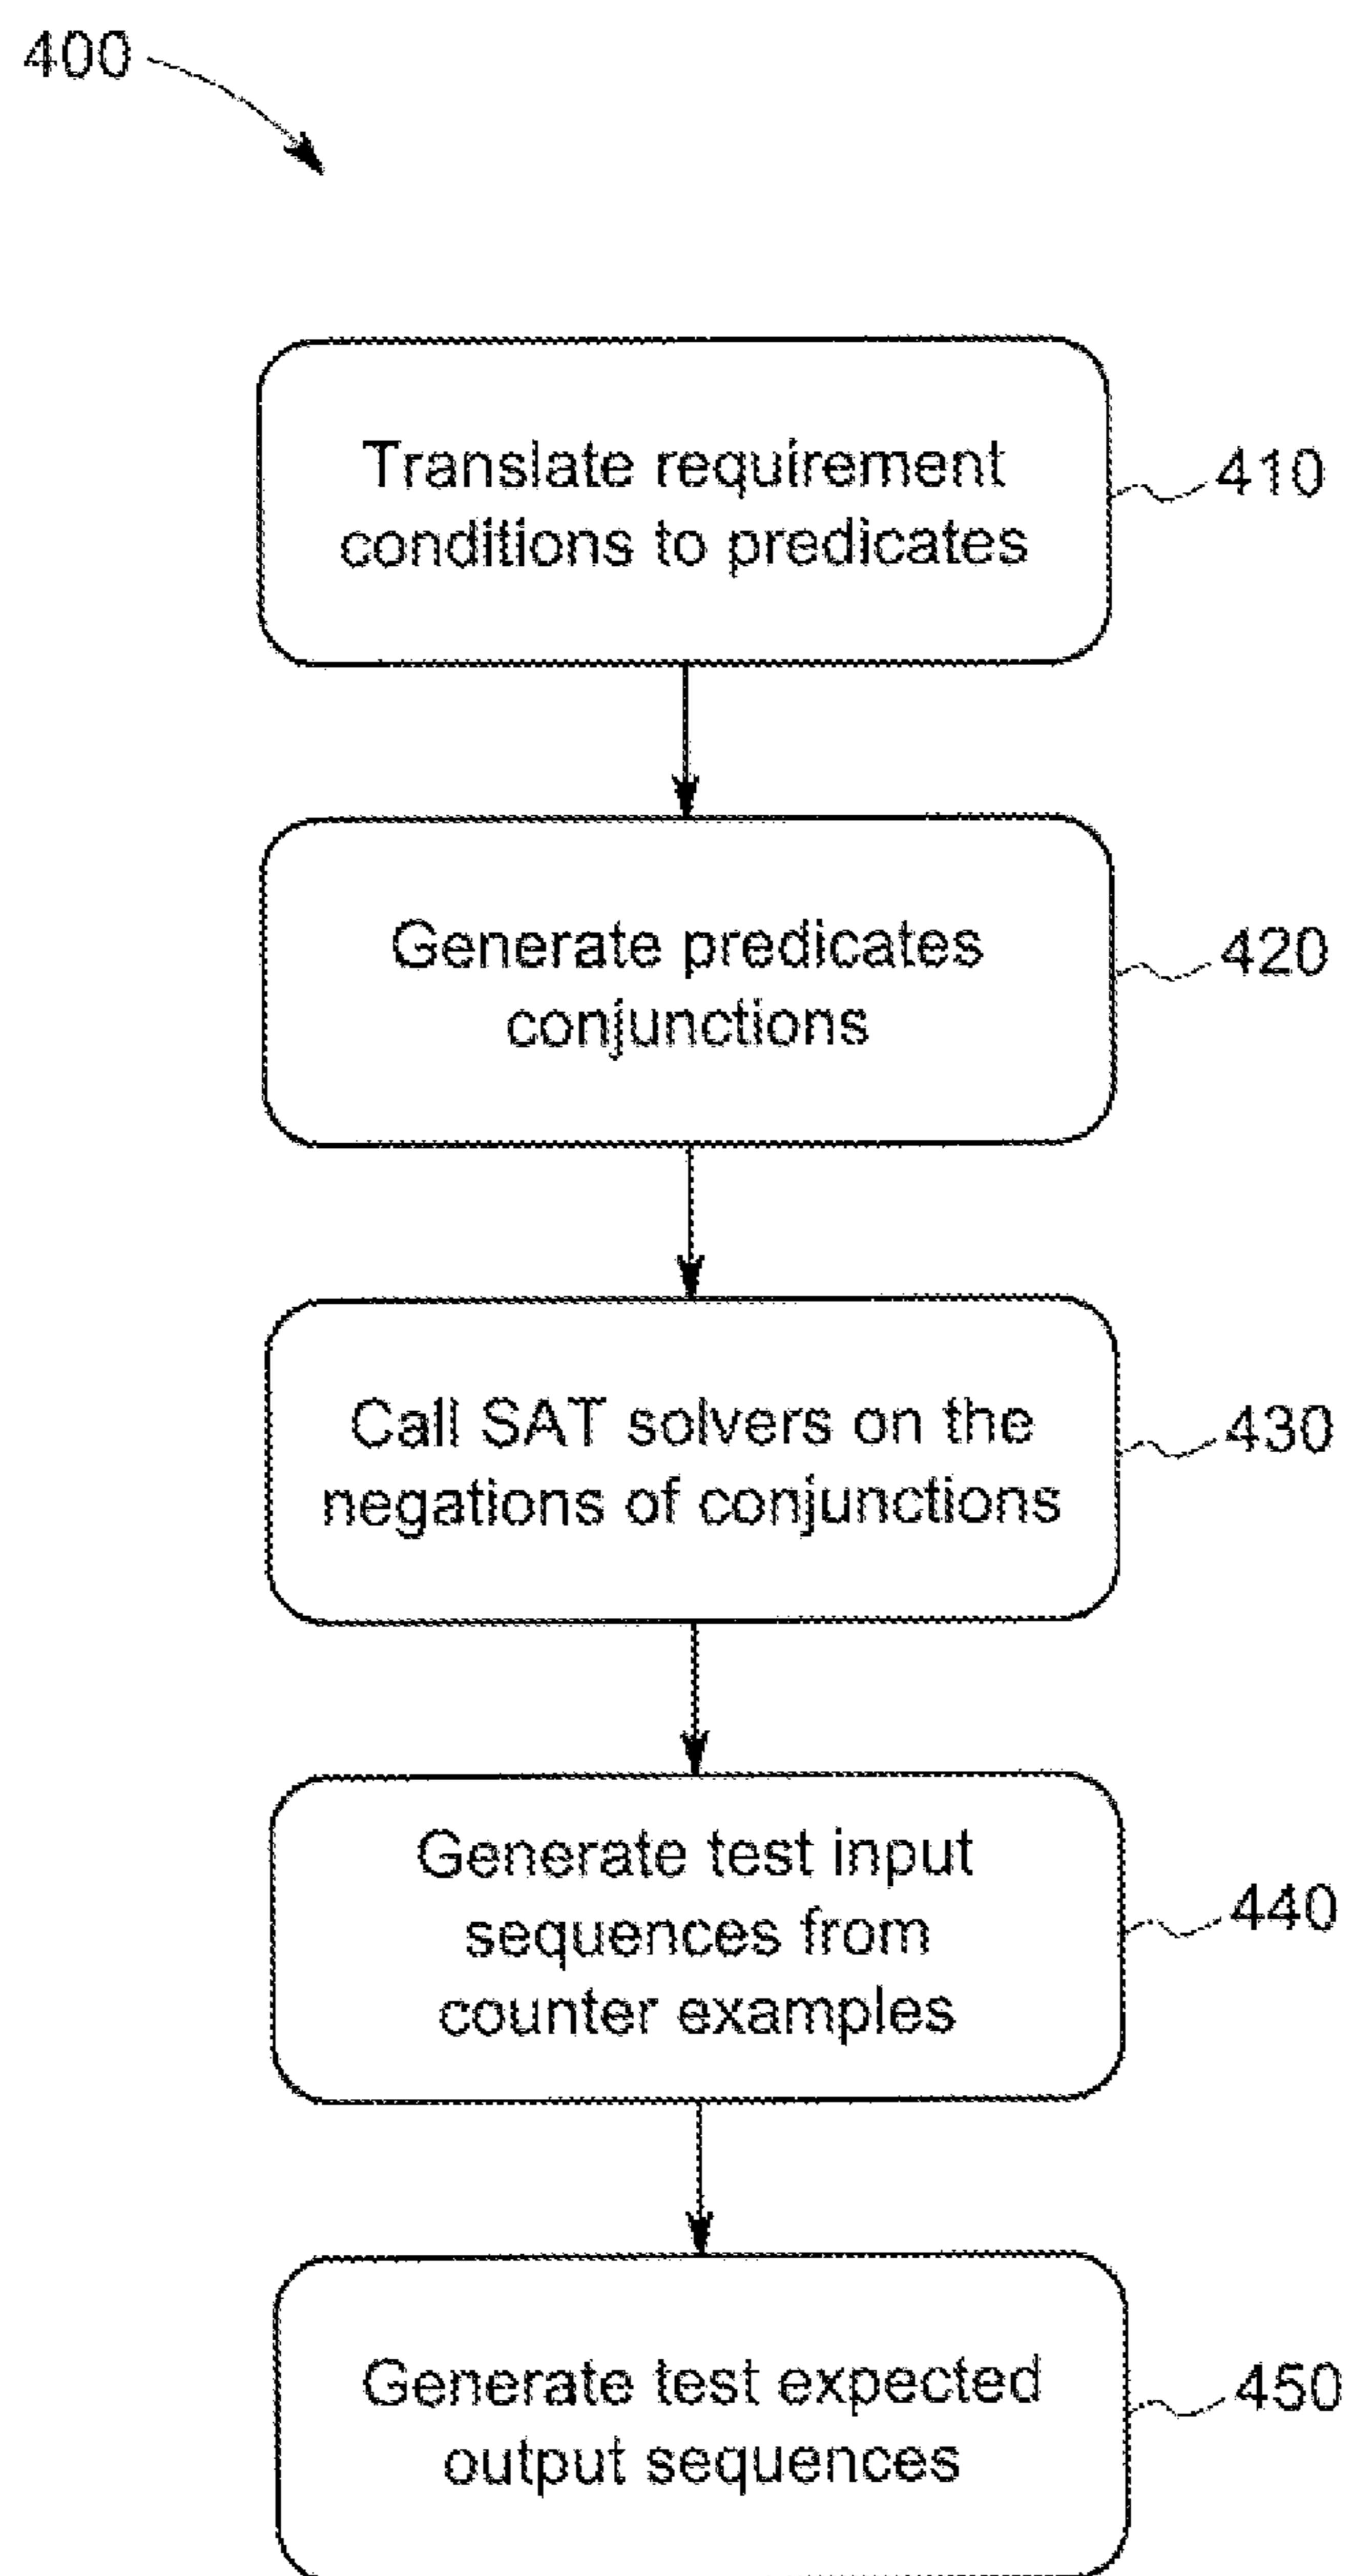 400
Translate requirement
conditions to predicates
410
Generate predicates
conjunctions
420
Call SAT solvers on the
negations of conjunctions
430
Generate test input
sequences from
counter examples
440
Generate test expected
output sequences
450